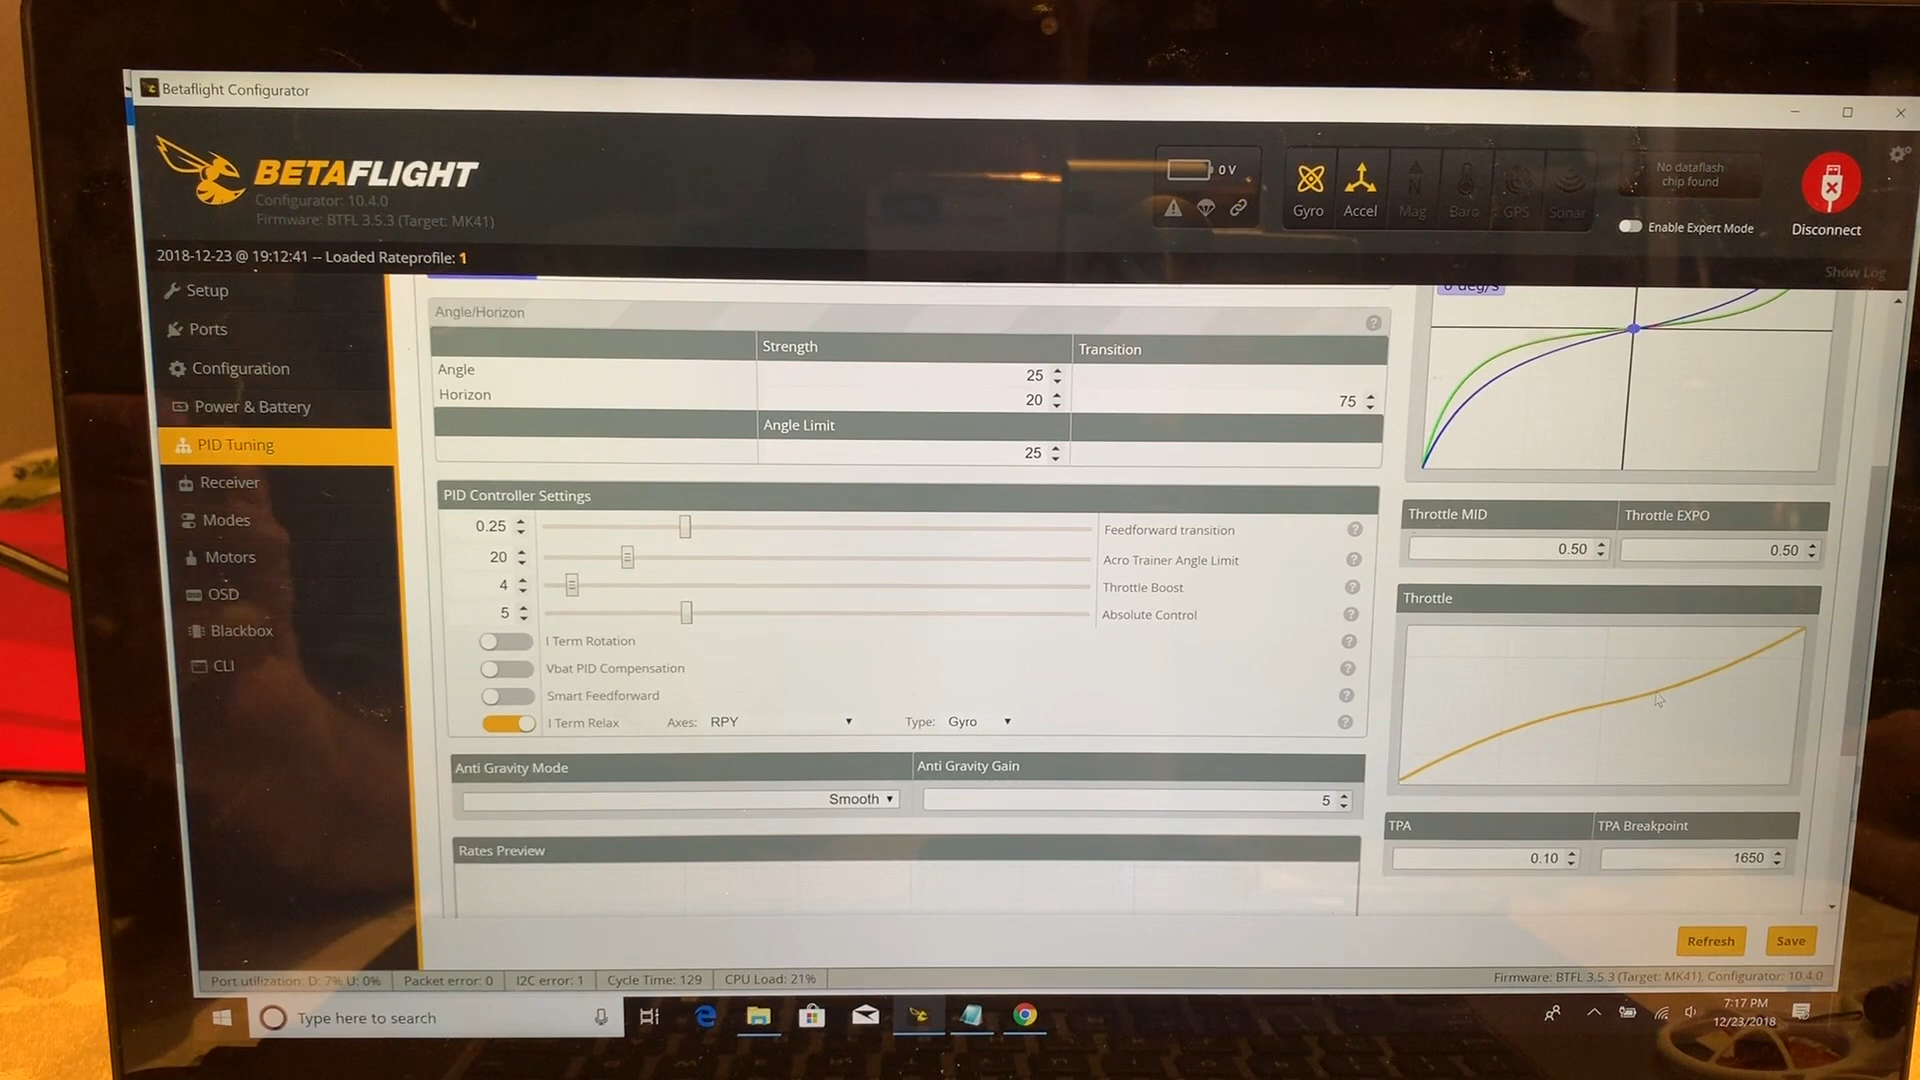 Betaflight Configurator
BETAFLIGHT
Configurator: 10.4.0
Firmware: BTFL 3.5.3 (Target: MK41)
0 V
Gyro
Accel
Mag
Baro
GPS
Sonar
No dataflash
chip found
Enable Expert Mode
Disconnect
2018-12-23 @ 19:12:41 -- Loaded Rateprofile: 1
Show Log
Setup
Ports
Configuration
Power & Battery
PID Tuning
Receiver
Modes
Motors
OSD
Blackbox
CLI
Angle/Horizon
Strength
Transition
Angle
25
Horizon
20
75
Angle Limit
25
PID Controller Settings
0.25
Feedforward transition
20
Acro Trainer Angle Limit
4
Throttle Boost
5
Absolute Control
I Term Rotation
Vbat PID Compensation
Smart Feedforward
I Term Relax
Axes: RPY
Type: Gyro
Anti Gravity Mode
Anti Gravity Gain
Smooth
5
Rates Preview
0 deg/s
Throttle MID
Throttle EXPO
0.50
0.50
Throttle
TPA
TPA Breakpoint
0.10
1650
Refresh
Save
Port utilization: D: 7% U: 0%
Packet error: 0
I2C error: 1
Cycle Time: 129
CPU Load: 21%
Firmware: BTFL 3.5.3 (Target: MK41), Configurator: 10.4.0
Type here to search
7:17 PM
12/23/2018